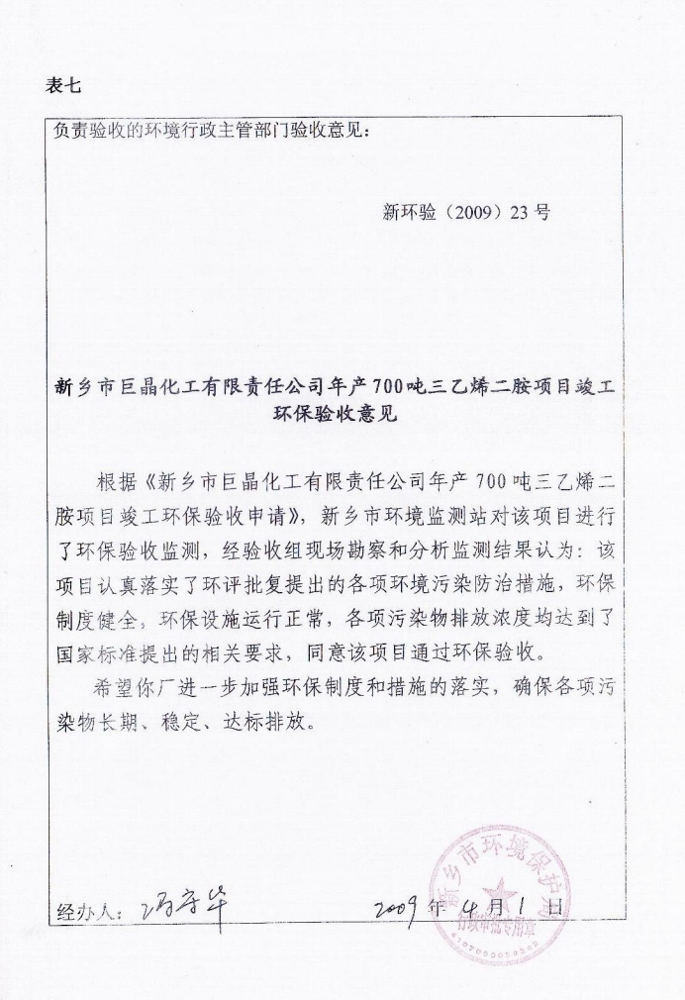 表七
负责验收的环境行政主管部门验收意见：
新环验（2009）23 号
新乡市巨晶化工有限责任公司年产700吨三乙烯二胺项目竣工
环保验收意见
根据《新乡市巨晶化工有限责任公司年产 700 吨三乙烯二
胺项目竣工环保验收申请》，新乡市环境监测站对该项目进行
了环保验收监测，经验收组现场勘察和分析监测结果认为：该
项目认真落实了环评批复提出的各项环境污染防治措施，环保
制度健全，环保设施运行正常，各项污染物排放浓度均达到了
国家标准提出的相关要求，同意该项目通过环保验收。
希望你厂进一步加强环保制度和措施的落实，确保各项污
染物长期、稳定、达标排放。
新乡市环境保护局
经办人：冯守华 2009 年 4 月 1 日
行政审批专用章